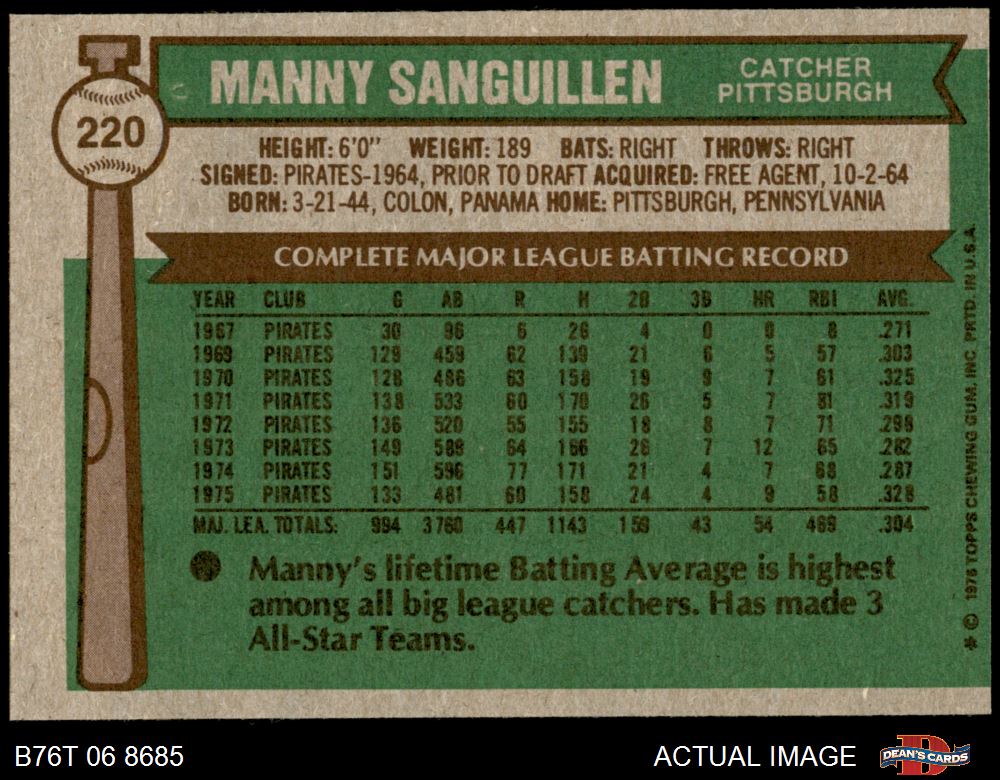 MANNY SANGUILLEN
CATCHER
PITTSBURGH
220
HEIGHT: 6'0" WEIGHT: 189 BATS: RIGHT THROWS: RIGHT
SIGNED: PIRATES-1964, PRIOR TO DRAFT ACQUIRED: FREE AGENT, 10-2-64
BORN: 3-21-44, COLON, PANAMA HOME: PITTSBURGH, PENNSYLVANIA
COMPLETE MAJOR LEAGUE BATTING RECORD
YEAR CLUB G AB R H 2B 3B HR RBI AVG.
1967 PIRATES 30 96 6 26 4 0 0 8 .271
1969 PIRATES 129 459 62 139 21 6 5 57 .303
1970 PIRATES 128 486 63 158 19 9 7 61 .325
1971 PIRATES 138 533 60 170 26 5 7 81 .319
1972 PIRATES 136 520 55 155 18 8 7 71 .298
1973 PIRATES 149 589 64 166 26 7 12 65 .282
1974 PIRATES 151 596 77 171 21 4 7 68 .287
1975 PIRATES 133 481 60 158 24 4 9 58 .328
MAJ. LEA. TOTALS: 994 3760 447 1143 159 43 54 469 .304
Manny's lifetime Batting Average is highest
among all big league catchers. Has made 3
All-Star Teams.
* © 1976 TOPPS CHEWING GUM, INC. PRTD. IN U.S.A.
B76T 06 8685
ACTUAL IMAGE
DEAN'S CARDS